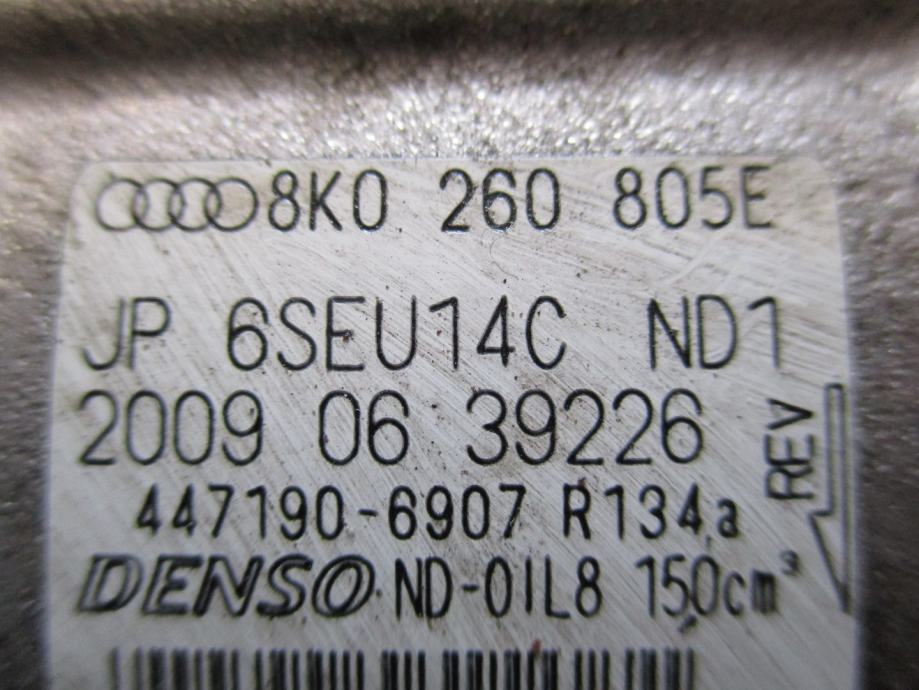 8K0 260 805E
JP 6SEU14C ND1
2009 06 39226
447190-6907 R134a
DENSO ND-OIL8 150cm³
REV